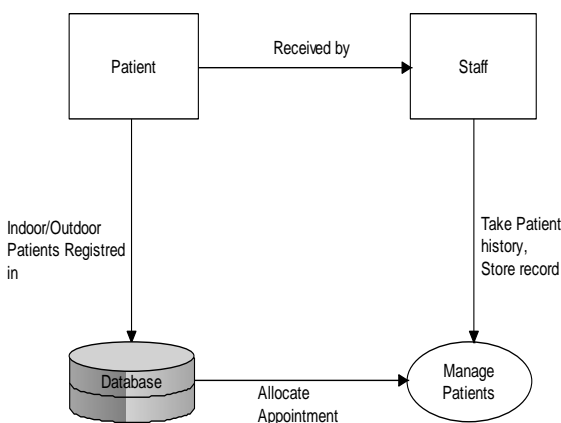 Received by
Patient
Staff
Indoor/Outdoor
Patients Registred
in
Take Patient
history,
Store record
Database
Manage
Patients
Allocate
Appointment